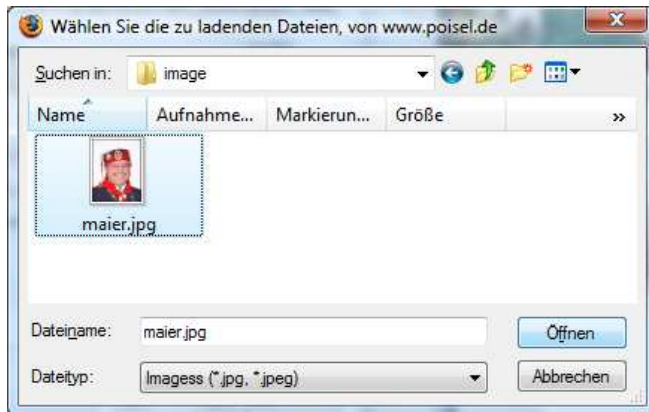 Wählen Sie die zu ladenden Dateien, von www.poisel.de
Suchen in: image
Name Aufnahme... Markierun... Größe »
maier.jpg
Dateiname: maier.jpg Öffnen
Dateityp: Imagess (*.jpg, *.jpeg) Abbrechen